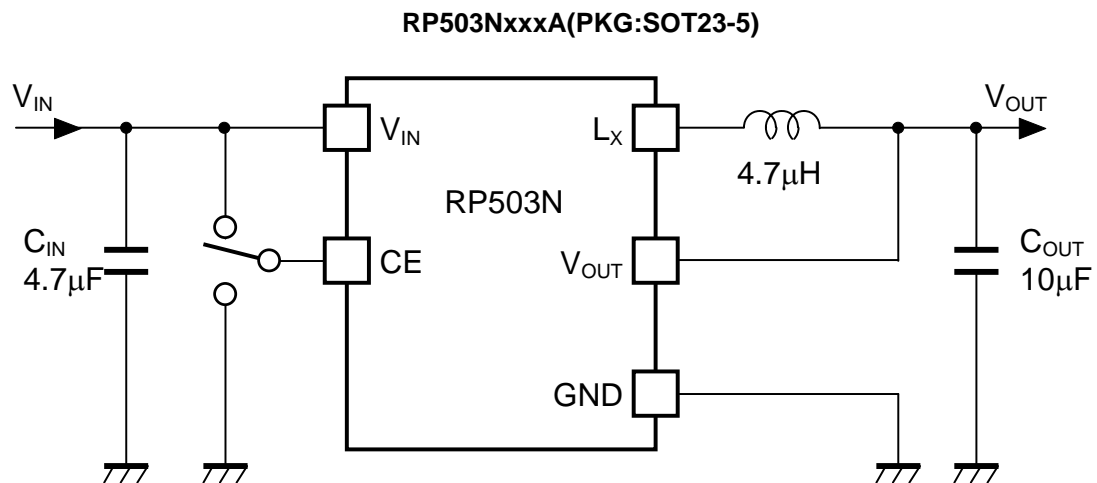 RP503NxxxA(PKG:SOT23-5)
VIN
VIN
LX
VOUT
4.7μH
RP503N
CIN
4.7μF
CE
VOUT
COUT
10μF
GND